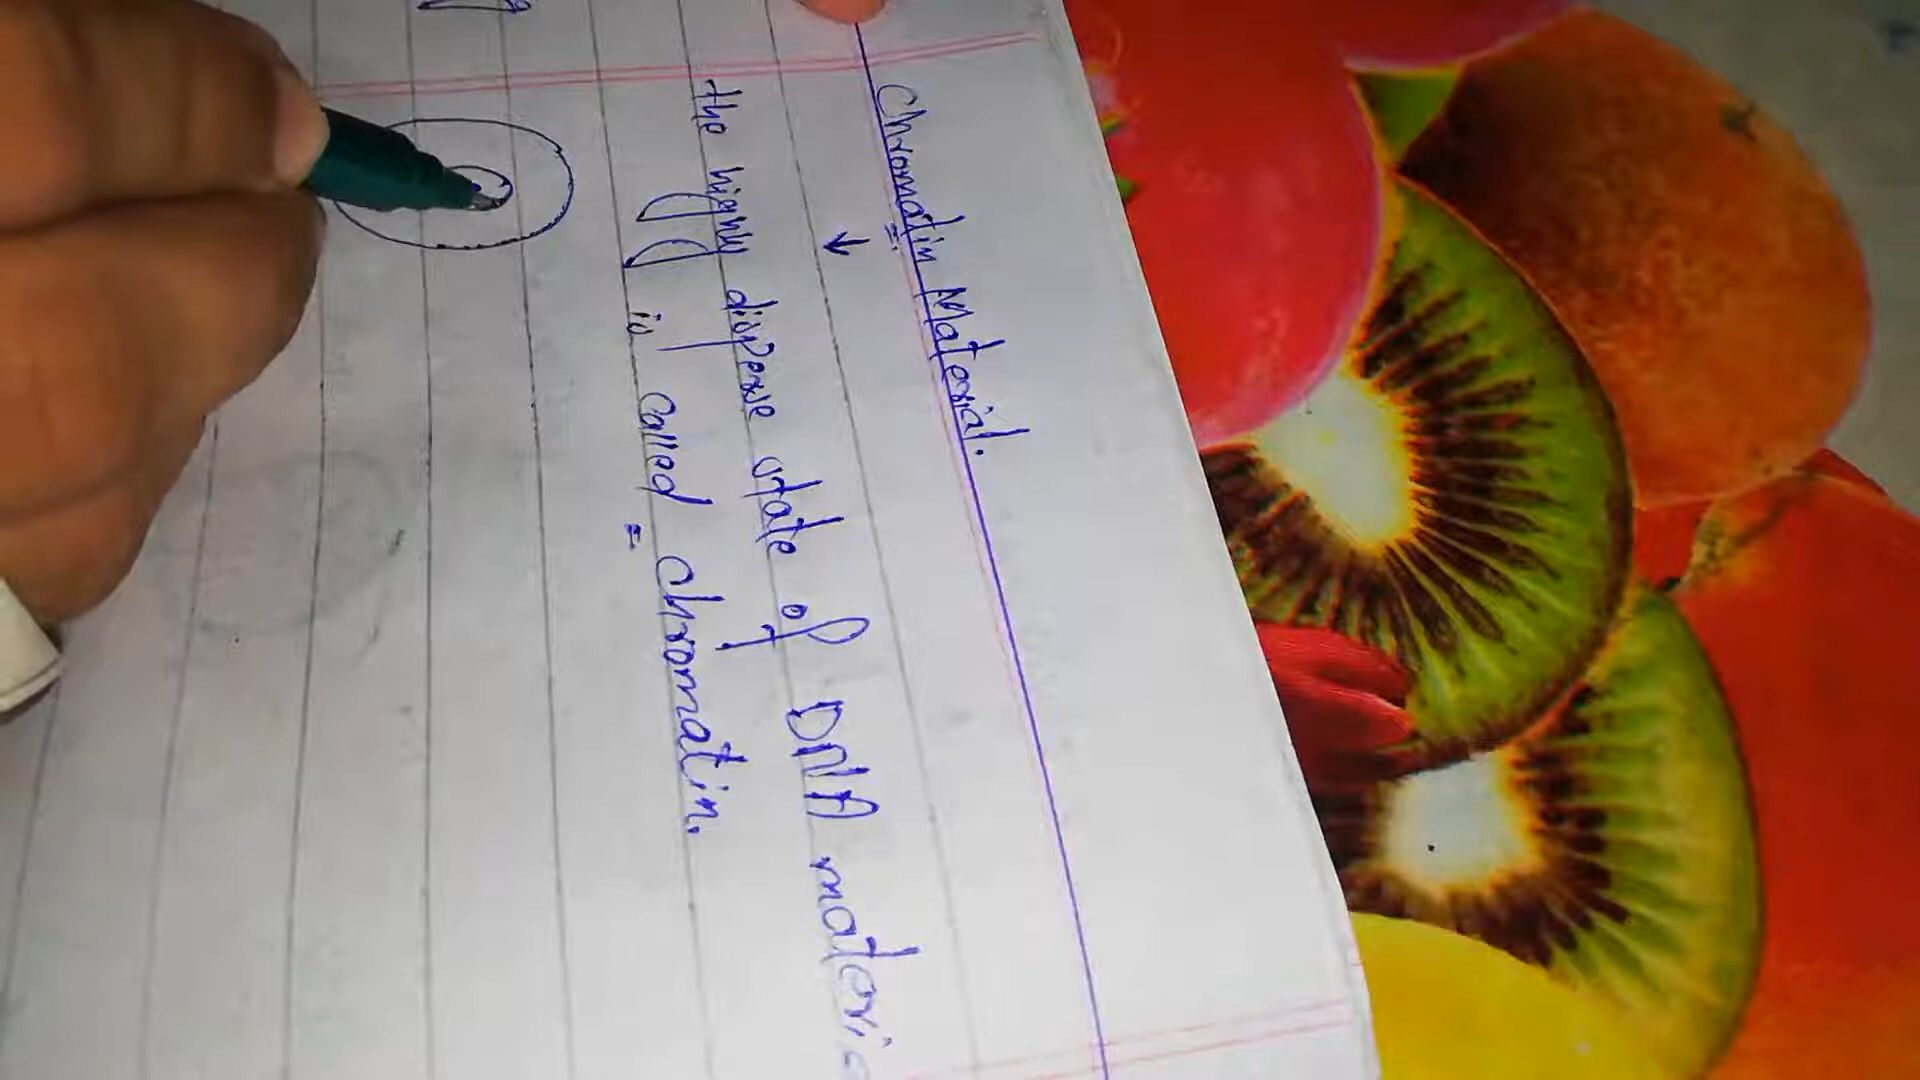 Chromatin Material.
the highly disperse state of DNA materia
is called chromatin.